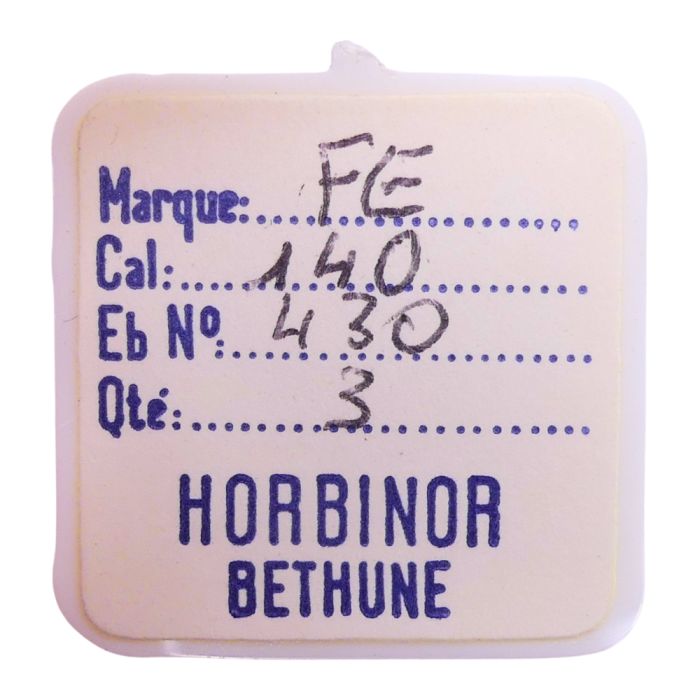 Marque: FE
Cal: 140
Eb Nº: 430
Qté: 3
HORBINOR
BETHUNE